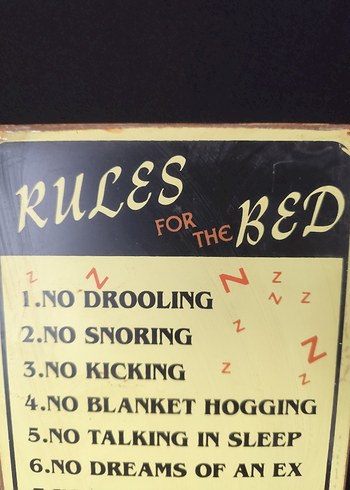 RULES FOR THE BED
z z z z
z z
1.NO DROOLING
2.NO SNORING
z
3.NO KICKING
z z
z
4.NO BLANKET HOGGING
5.NO TALKING IN SLEEP
6.NO DREAMS OF AN EX